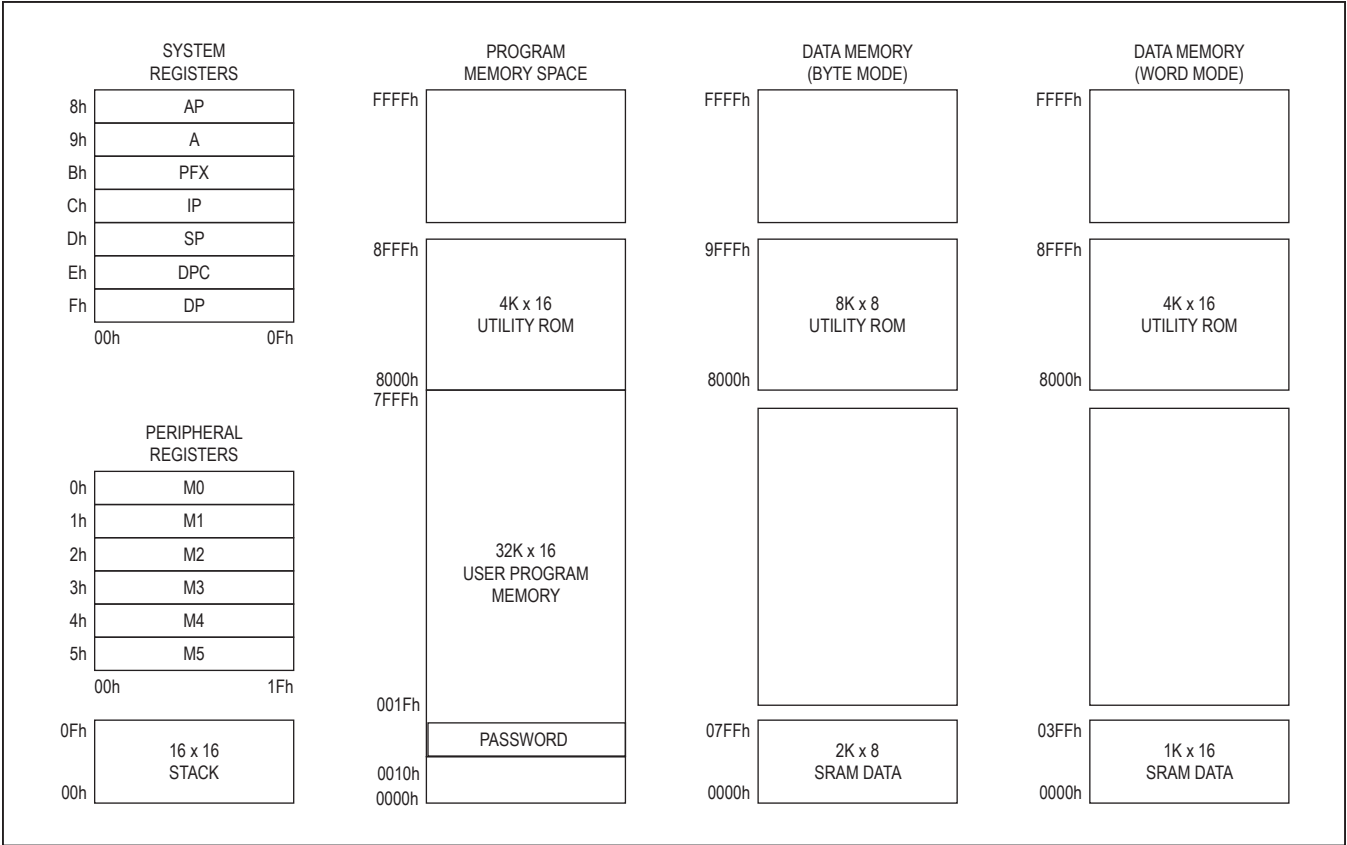 SYSTEM
REGISTERS
8h AP
9h A
Bh PFX
Ch IP
Dh SP
Eh DPC
Fh DP
00h 0Fh
PERIPHERAL
REGISTERS
0h M0
1h M1
2h M2
3h M3
4h M4
5h M5
00h 1Fh
0Fh
16 x 16
STACK
00h
PROGRAM
MEMORY SPACE
FFFFh
8FFFh
4K x 16
UTILITY ROM
8000h
7FFFh
32K x 16
USER PROGRAM
MEMORY
001Fh
PASSWORD
0010h
0000h
DATA MEMORY
(BYTE MODE)
FFFFh
9FFFh
8K x 8
UTILITY ROM
8000h
07FFh
2K x 8
SRAM DATA
0000h
DATA MEMORY
(WORD MODE)
FFFFh
8FFFh
4K x 16
UTILITY ROM
8000h
03FFh
1K x 16
SRAM DATA
0000h